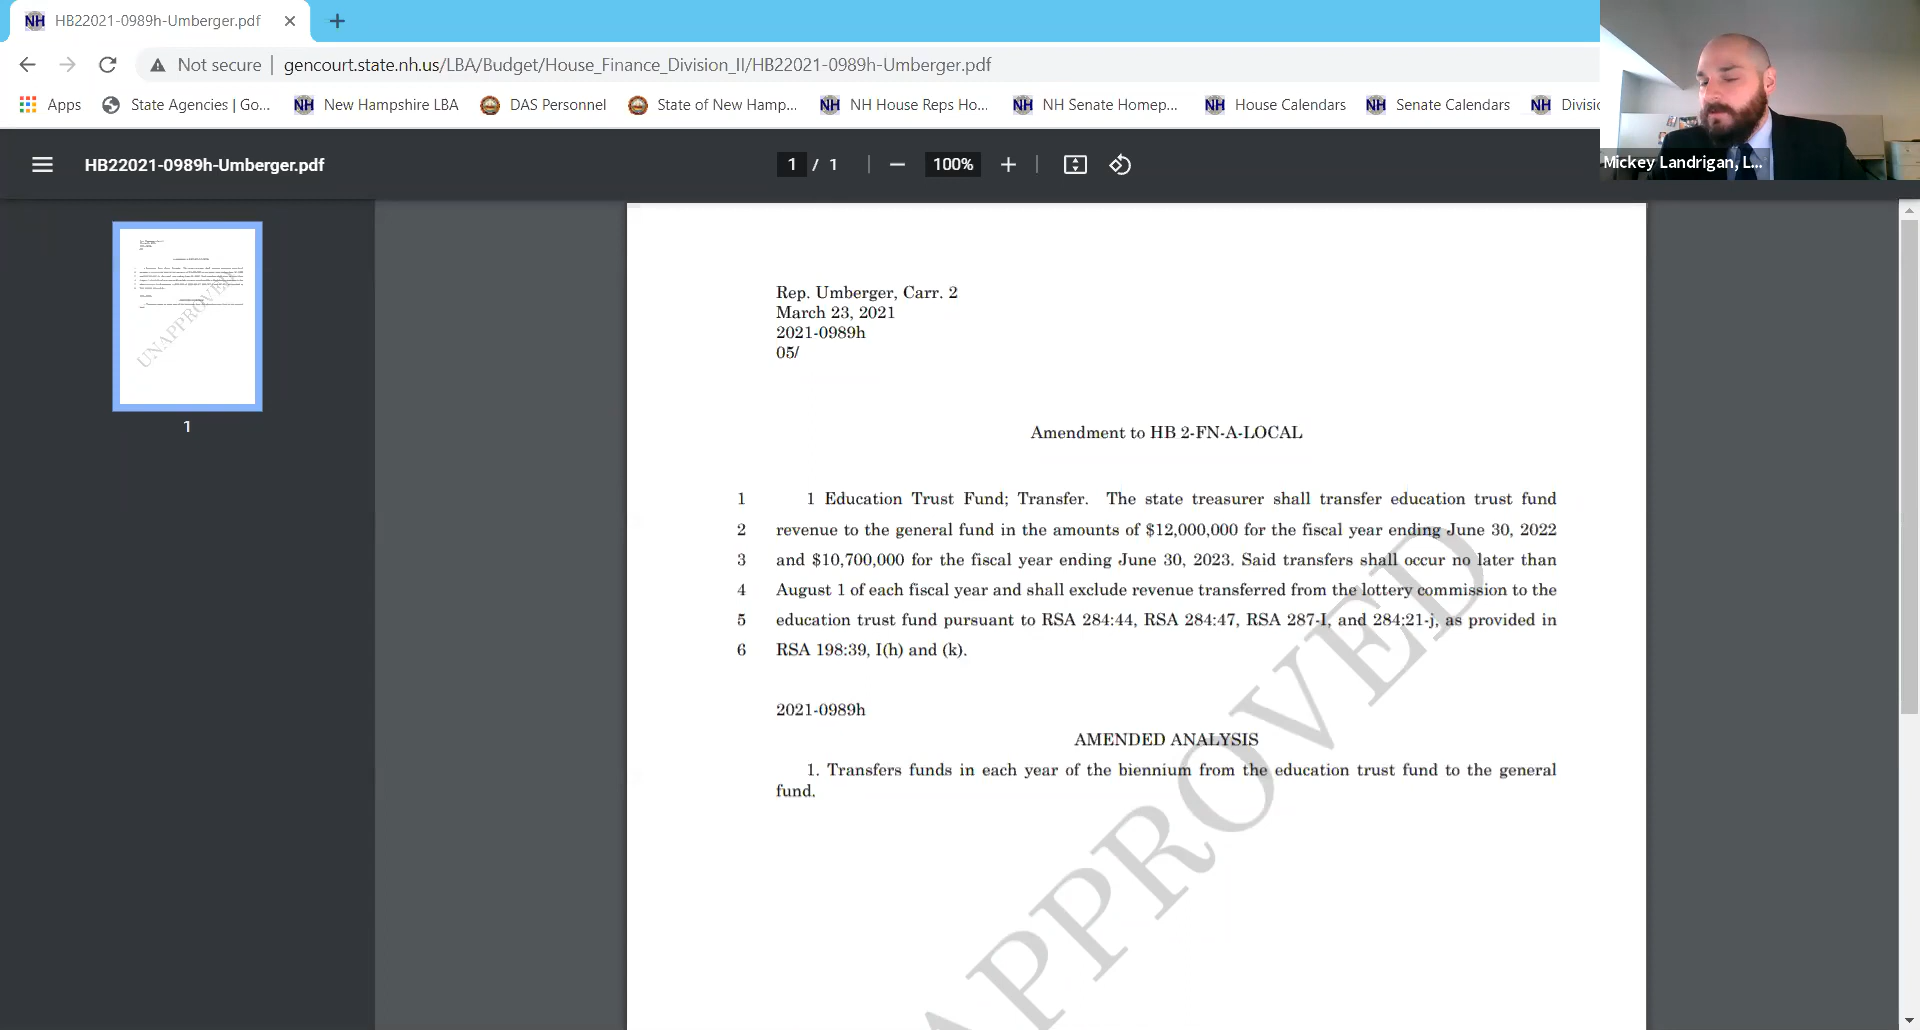 HB22021-0989h-Umberger.pdf
Not secure | gencourt.state.nh.us/LBA/Budget/House_Finance_Division_II/HB22021-0989h-Umberger.pdf
Apps State Agencies | Go... NH New Hampshire LBA DAS Personnel State of New Hamp... NH NH House Reps Ho... NH NH Senate Homep... NH House Calendars NH Senate Calendars NH Divisic
Mickey Landrigan, L...
HB22021-0989h-Umberger.pdf
1 / 1 100%
1
Rep. Umberger, Carr. 2
March 23, 2021
2021-0989h
05/
Amendment to HB 2-FN-A-LOCAL
1 1 Education Trust Fund; Transfer. The state treasurer shall transfer education trust fund
2 revenue to the general fund in the amounts of $12,000,000 for the fiscal year ending June 30, 2022
3 and $10,700,000 for the fiscal year ending June 30, 2023. Said transfers shall occur no later than
4 August 1 of each fiscal year and shall exclude revenue transferred from the lottery commission to the
5 education trust fund pursuant to RSA 284:44, RSA 284:47, RSA 287-I, and 284:21-j, as provided in
6 RSA 198:39, I(h) and (k).
2021-0989h
AMENDED ANALYSIS
1. Transfers funds in each year of the biennium from the education trust fund to the general
fund.
UNAPPROVED
APPROVED